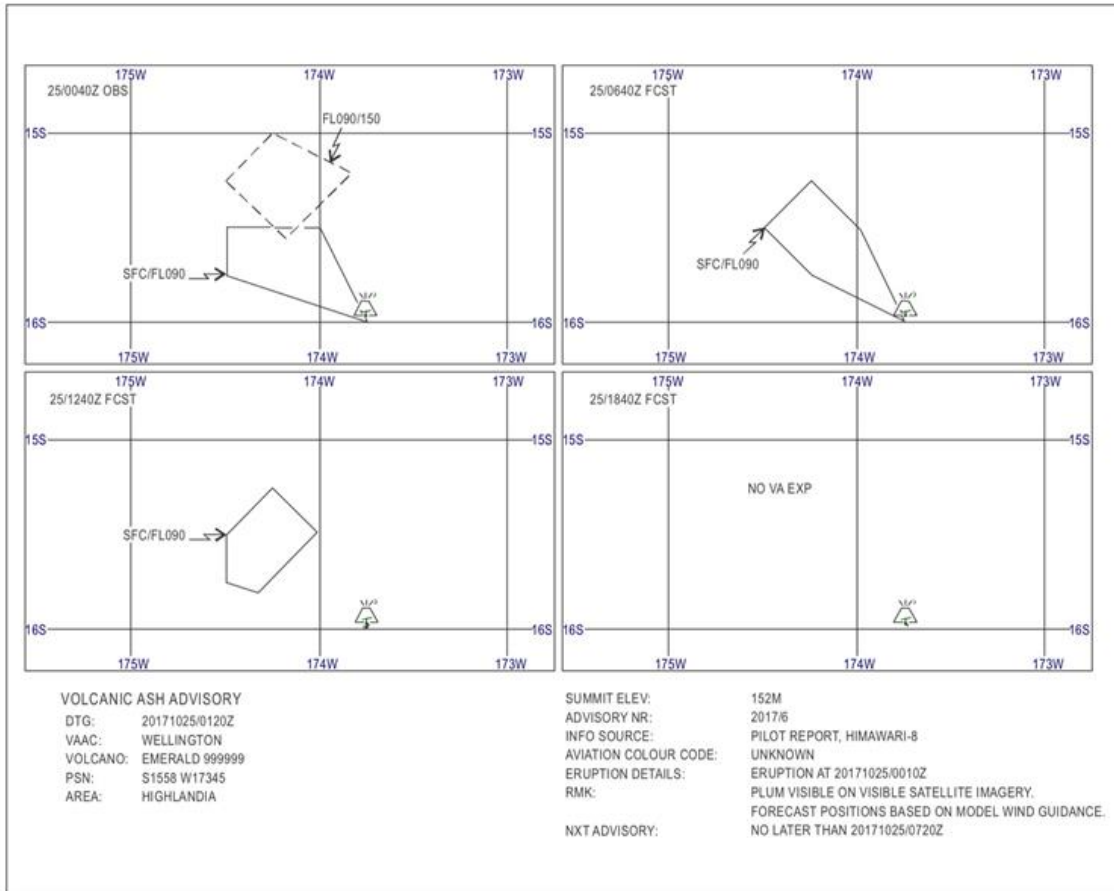 175W 174W 173W
25/0040Z OBS
FL090/150
15S 15S
SFC/FL090
16S 16S
175W 174W 173W
175W 174W 173W
25/0640Z FCST
15S 15S
SFC/FL090
16S 16S
175W 174W 173W
175W 174W 173W
25/1240Z FCST
15S 15S
SFC/FL090
16S 16S
175W 174W 173W
175W 174W 173W
25/1840Z FCST
15S 15S
NO VA EXP
16S 16S
175W 174W 173W
VOLCANIC ASH ADVISORY
DTG: 20171025/0120Z
VAAC: WELLINGTON
VOLCANO: EMERALD 999999
PSN: S1558 W17345
AREA: HIGHLANDIA
SUMMIT ELEV: 152M
ADVISORY NR: 2017/6
INFO SOURCE: PILOT REPORT, HIMAWARI-8
AVIATION COLOUR CODE: UNKNOWN
ERUPTION DETAILS: ERUPTION AT 20171025/0010Z
RMK: PLUM VISIBLE ON VISIBLE SATELLITE IMAGERY.
FORECAST POSITIONS BASED ON MODEL WIND GUIDANCE.
NXT ADVISORY: NO LATER THAN 20171025/0720Z